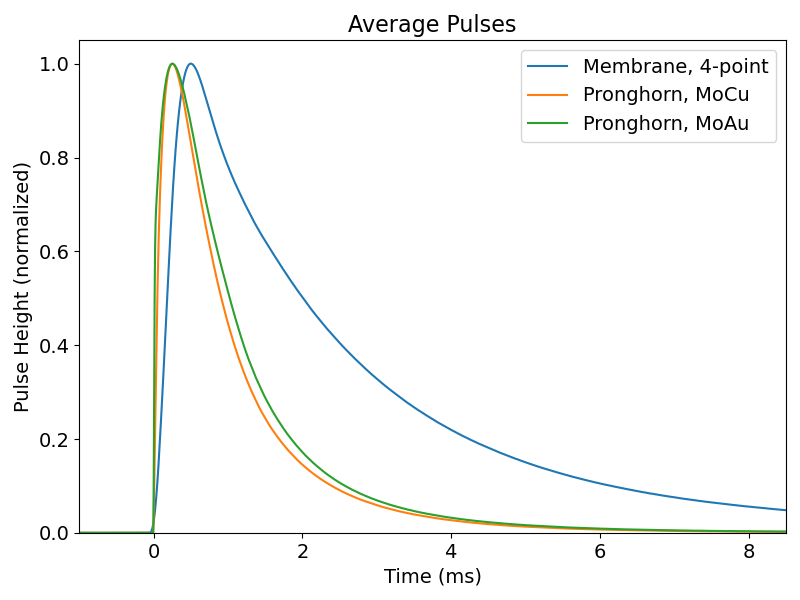 Average Pulses
Membrane, 4-point
Pronghorn, MoCu
Pronghorn, MoAu
Pulse Height (normalized)
1.0
0.8
0.6
0.4
0.2
0.0
0 2 4 6 8
Time (ms)